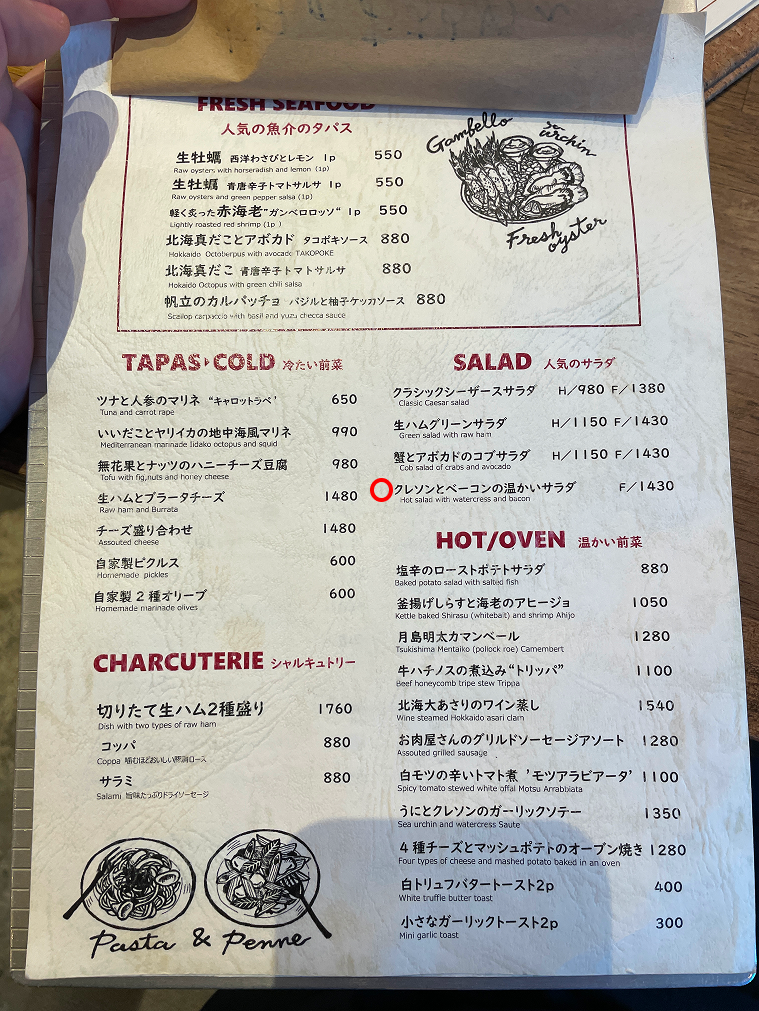 FRESH SEAFOOD
人気の魚介のタパス
生牡蠣 西洋わさびとレモン 1p 550
Raw oysters with horseradish and lemon (1p)
生牡蠣 青唐辛子トマトサルサ 1p 550
Raw oysters and green pepper salsa (1p)
軽く炙った赤海老"ガンベロロッソ" 1p 550
Lightly roasted red shrimp (1p)
北海真だことアボカド タコポキソース 880
Hokkaido Octoberpus with avocado TAKOPOKE
北海真だこ 青唐辛子トマトサルサ 880
Hokaido Octopus with green chili salsa
帆立のカルパッチョ バジルと柚子ケッカソース 880
Scallop carpaccio with basil and yuzu checca sauce
Gambello
urchin
Fresh
oyster
TAPAS COLD 冷たい前菜
ツナと人参のマリネ "キャロットラペ' 650
Tuna and carrot rape
いいだことヤリイカの地中海風マリネ 990
Mediterranean marinade Iidako octopus and squid
無花果とナッツのハニーチーズ豆腐 980
Tofu with fig,nuts and honey cheese
生ハムとブラータチーズ 1480
Raw ham and Burrata
チーズ盛り合わせ 1480
Assouted cheese
自家製ピクルス 600
Homemade pickles
自家製2種オリーブ 600
Homemade marinade olives
CHARCUTERIE シャルキュトリー
切りたて生ハム2種盛り 1760
Dish with two types of raw ham
コッパ 880
Coppa 噛むほどおいしい豚肩ロース
サラミ 880
Salami 旨味たっぷりドライソーセージ
Pasta & Penne
SALAD 人気のサラダ
クラシックシーザースサラダ H/980 F/1380
Classic Caesar salad
生ハムグリーンサラダ H/1150 F/1430
Green salad with raw ham
蟹とアボカドのコブサラダ H/1150 F/1430
Cob salad of crabs and avocado
クレソンとベーコンの温かいサラダ F/1430
Hot salad with watercress and bacon
HOT/OVEN 温かい前菜
塩辛のローストポテトサラダ 880
Baked potato salad with salted fish
釜揚げしらすと海老のアヒージョ 1050
Kettle baked Shirasu (whitebait) and shrimp Ahijo
月島明太カマンベール 1280
Tsukishima Mentaiko (pollock roe) Camembert
牛ハチノスの煮込み"トリッパ" 1100
Beef honeycomb tripe stew Trippa
北海大あさりのワイン蒸し 1540
Wine steamed Hokkaido asari clam
お肉屋さんのグリルドソーセージアソート 1280
Assouted grilled sausage
白モツの辛いトマト煮 'モツアラビアータ' 1100
Spicy tomato stewed white offal Motsu Arrabbiata
うにとクレソンのガーリックソテー 1350
Sea urchin and watercress Saute
4種チーズとマッシュポテトのオーブン焼き 1280
Four types of cheese and mashed potato baked in an oven
白トリュフバタートースト2p 400
White truffle butter toast
小さなガーリックトースト2p 300
Mini garlic toast